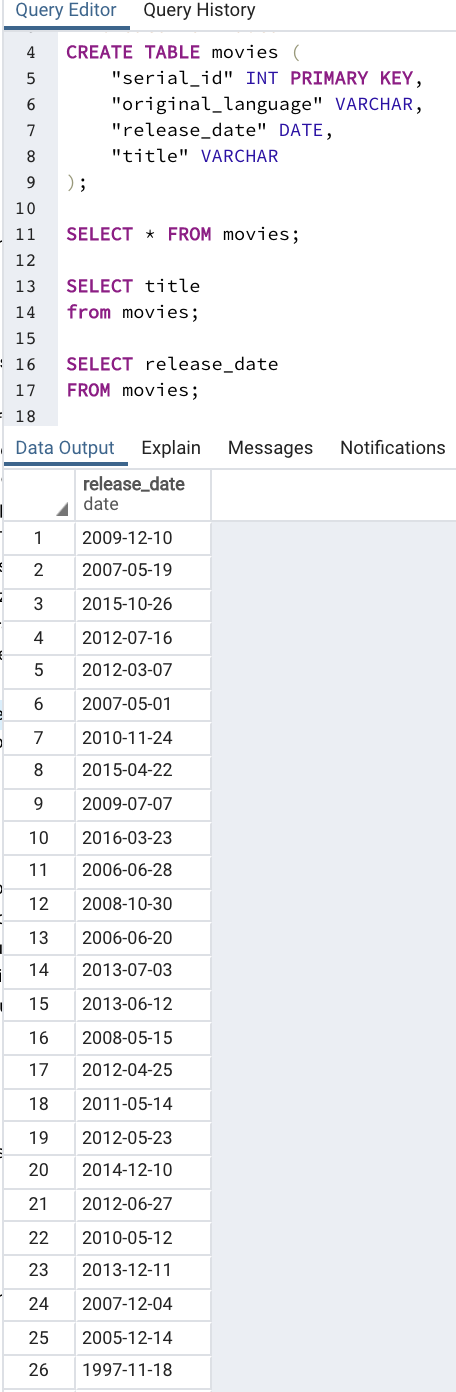 Query Editor Query History
4 CREATE TABLE movies (
5 "serial_id" INT PRIMARY KEY,
6 "original_language" VARCHAR,
7 "release_date" DATE,
8 "title" VARCHAR
9 );
10
11 SELECT * FROM movies;
12
13 SELECT title
14 from movies;
15
16 SELECT release_date
17 FROM movies;
18
Data Output Explain Messages Notifications
release_date
date
1 2009-12-10
2 2007-05-19
3 2015-10-26
4 2012-07-16
5 2012-03-07
6 2007-05-01
7 2010-11-24
8 2015-04-22
9 2009-07-07
10 2016-03-23
11 2006-06-28
12 2008-10-30
13 2006-06-20
14 2013-07-03
15 2013-06-12
16 2008-05-15
17 2012-04-25
18 2011-05-14
19 2012-05-23
20 2014-12-10
21 2012-06-27
22 2010-05-12
23 2013-12-11
24 2007-12-04
25 2005-12-14
26 1997-11-18